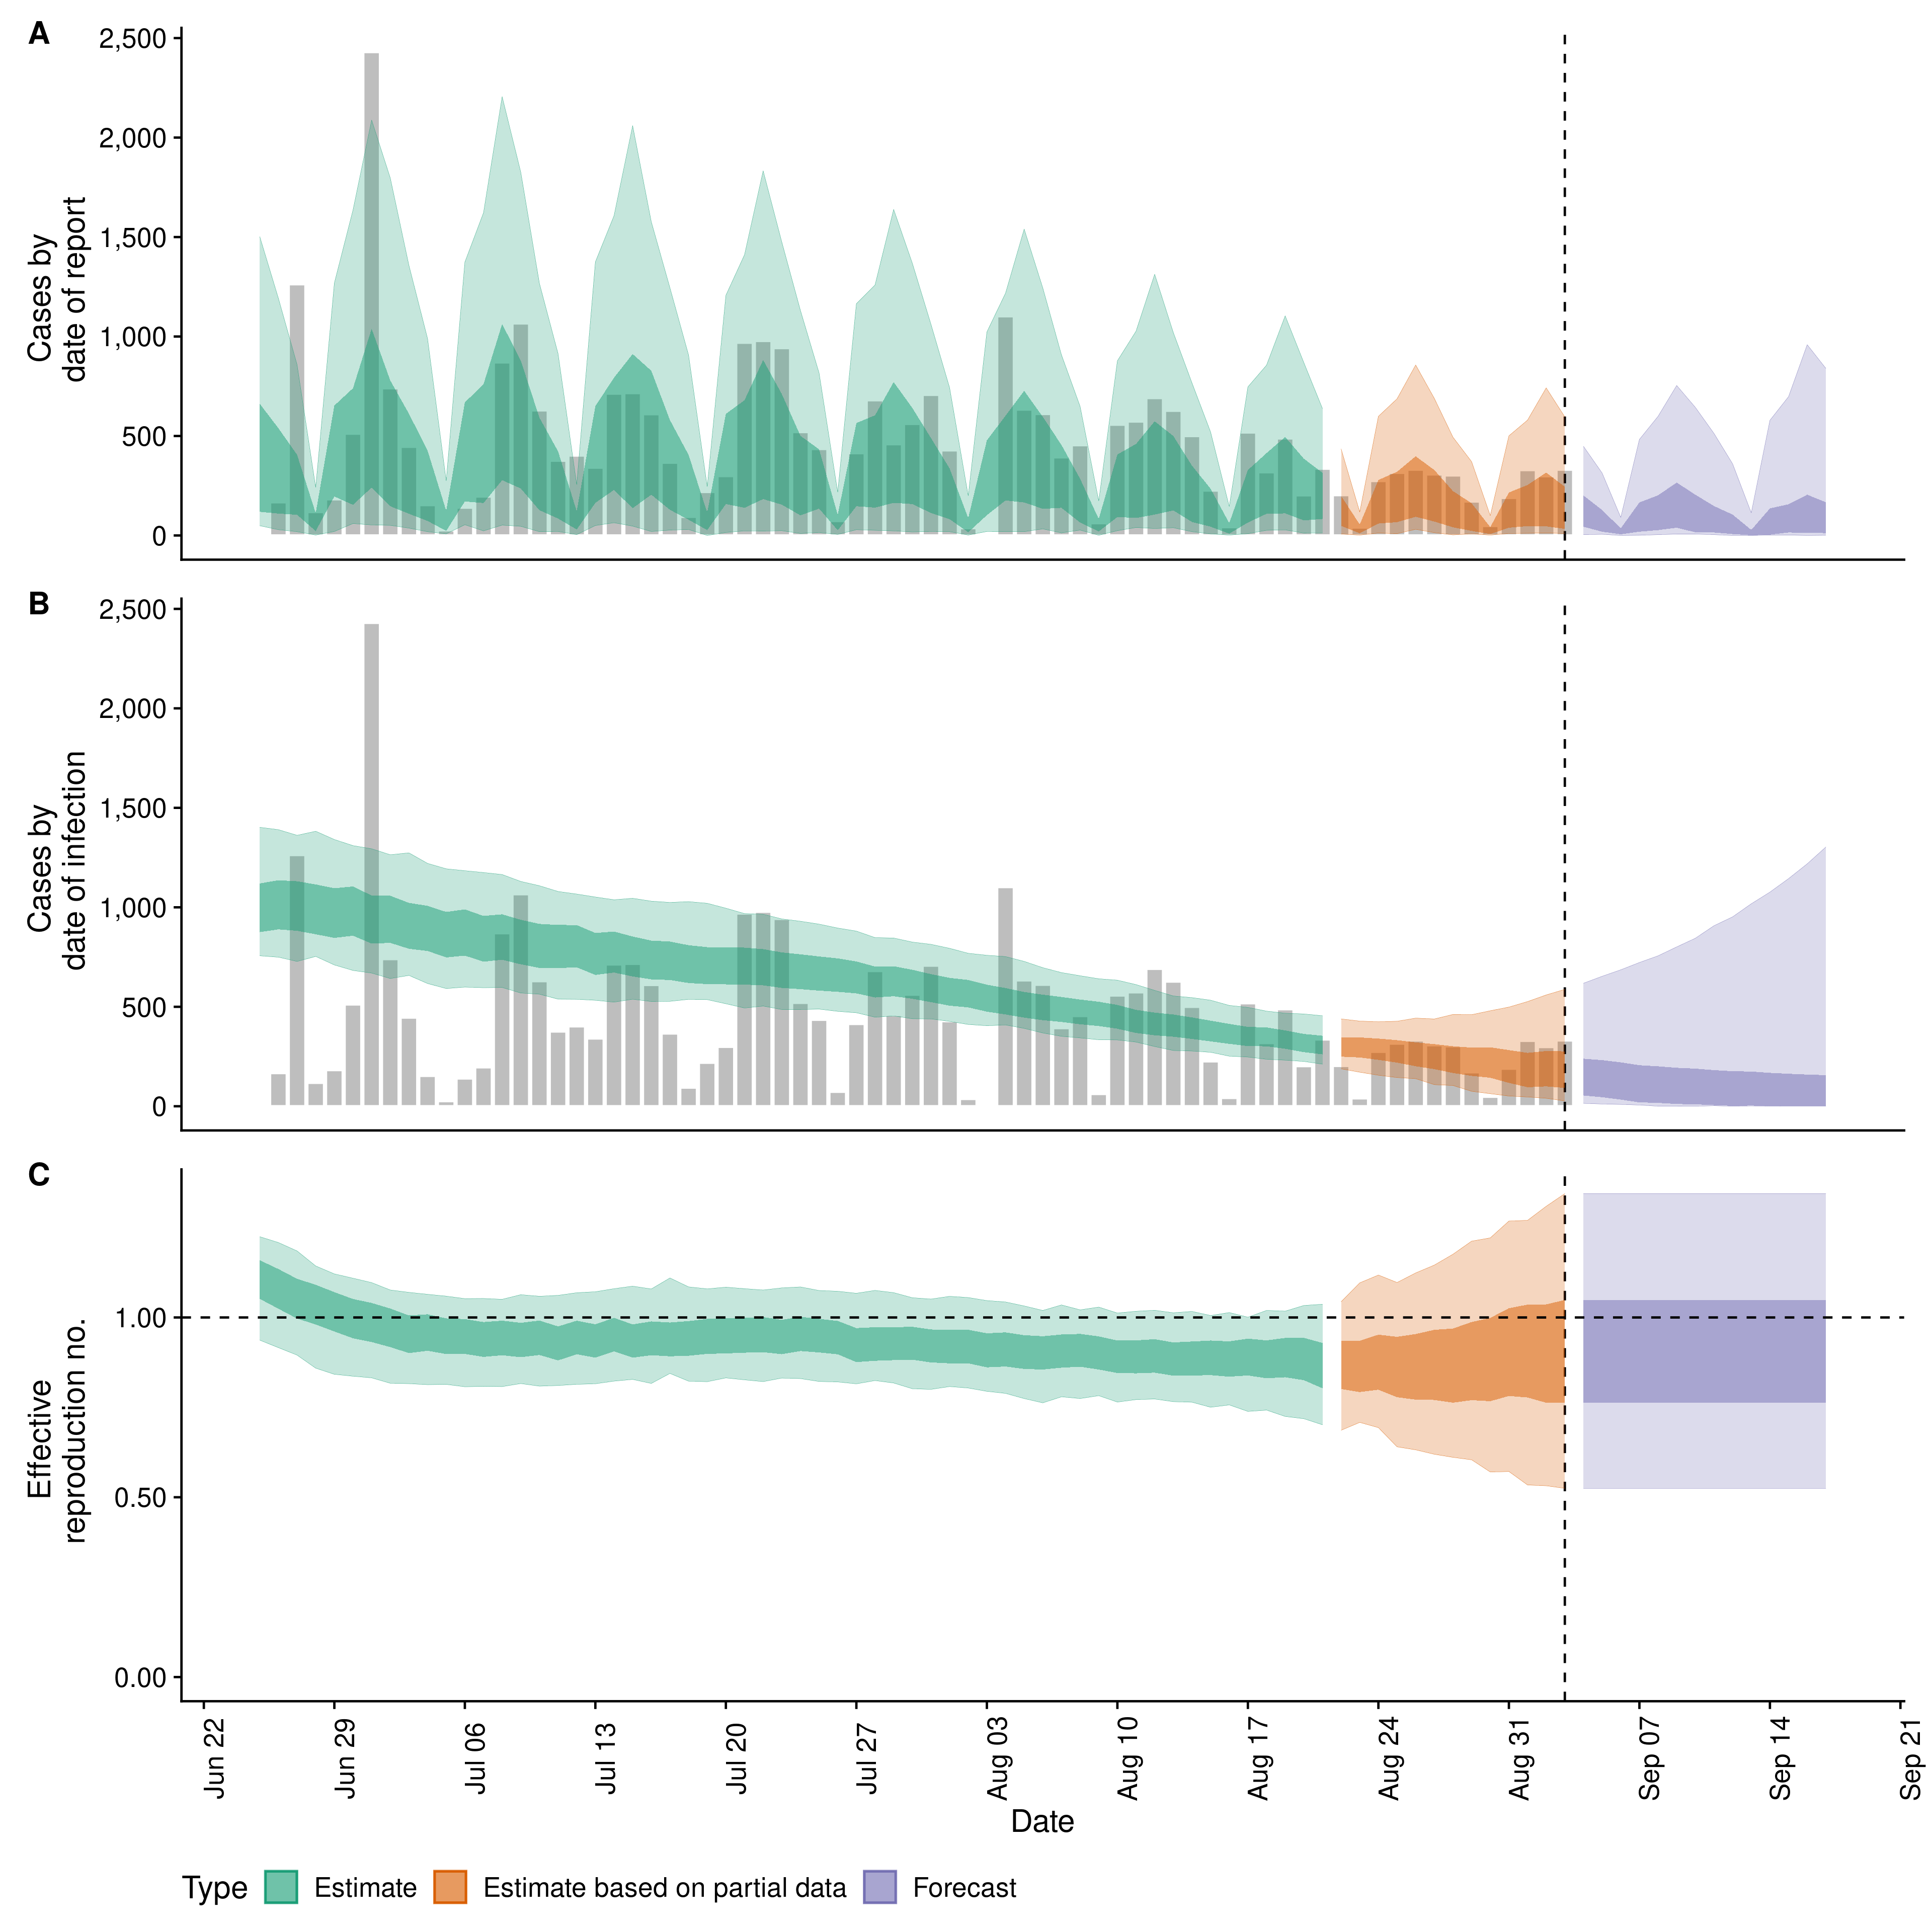 A
2,500
2,000
1,500
1,000
500
0
Cases by
date of report
B
2,500
2,000
1,500
1,000
500
0
Cases by
date of infection
C
1.00
0.50
0.00
Effective
reproduction no.
Jun 22
Jun 29
Jul 06
Jul 13
Jul 20
Jul 27
Aug 03
Aug 10
Aug 17
Aug 24
Aug 31
Sep 07
Sep 14
Sep 21
Date
Type
Estimate
Estimate based on partial data
Forecast